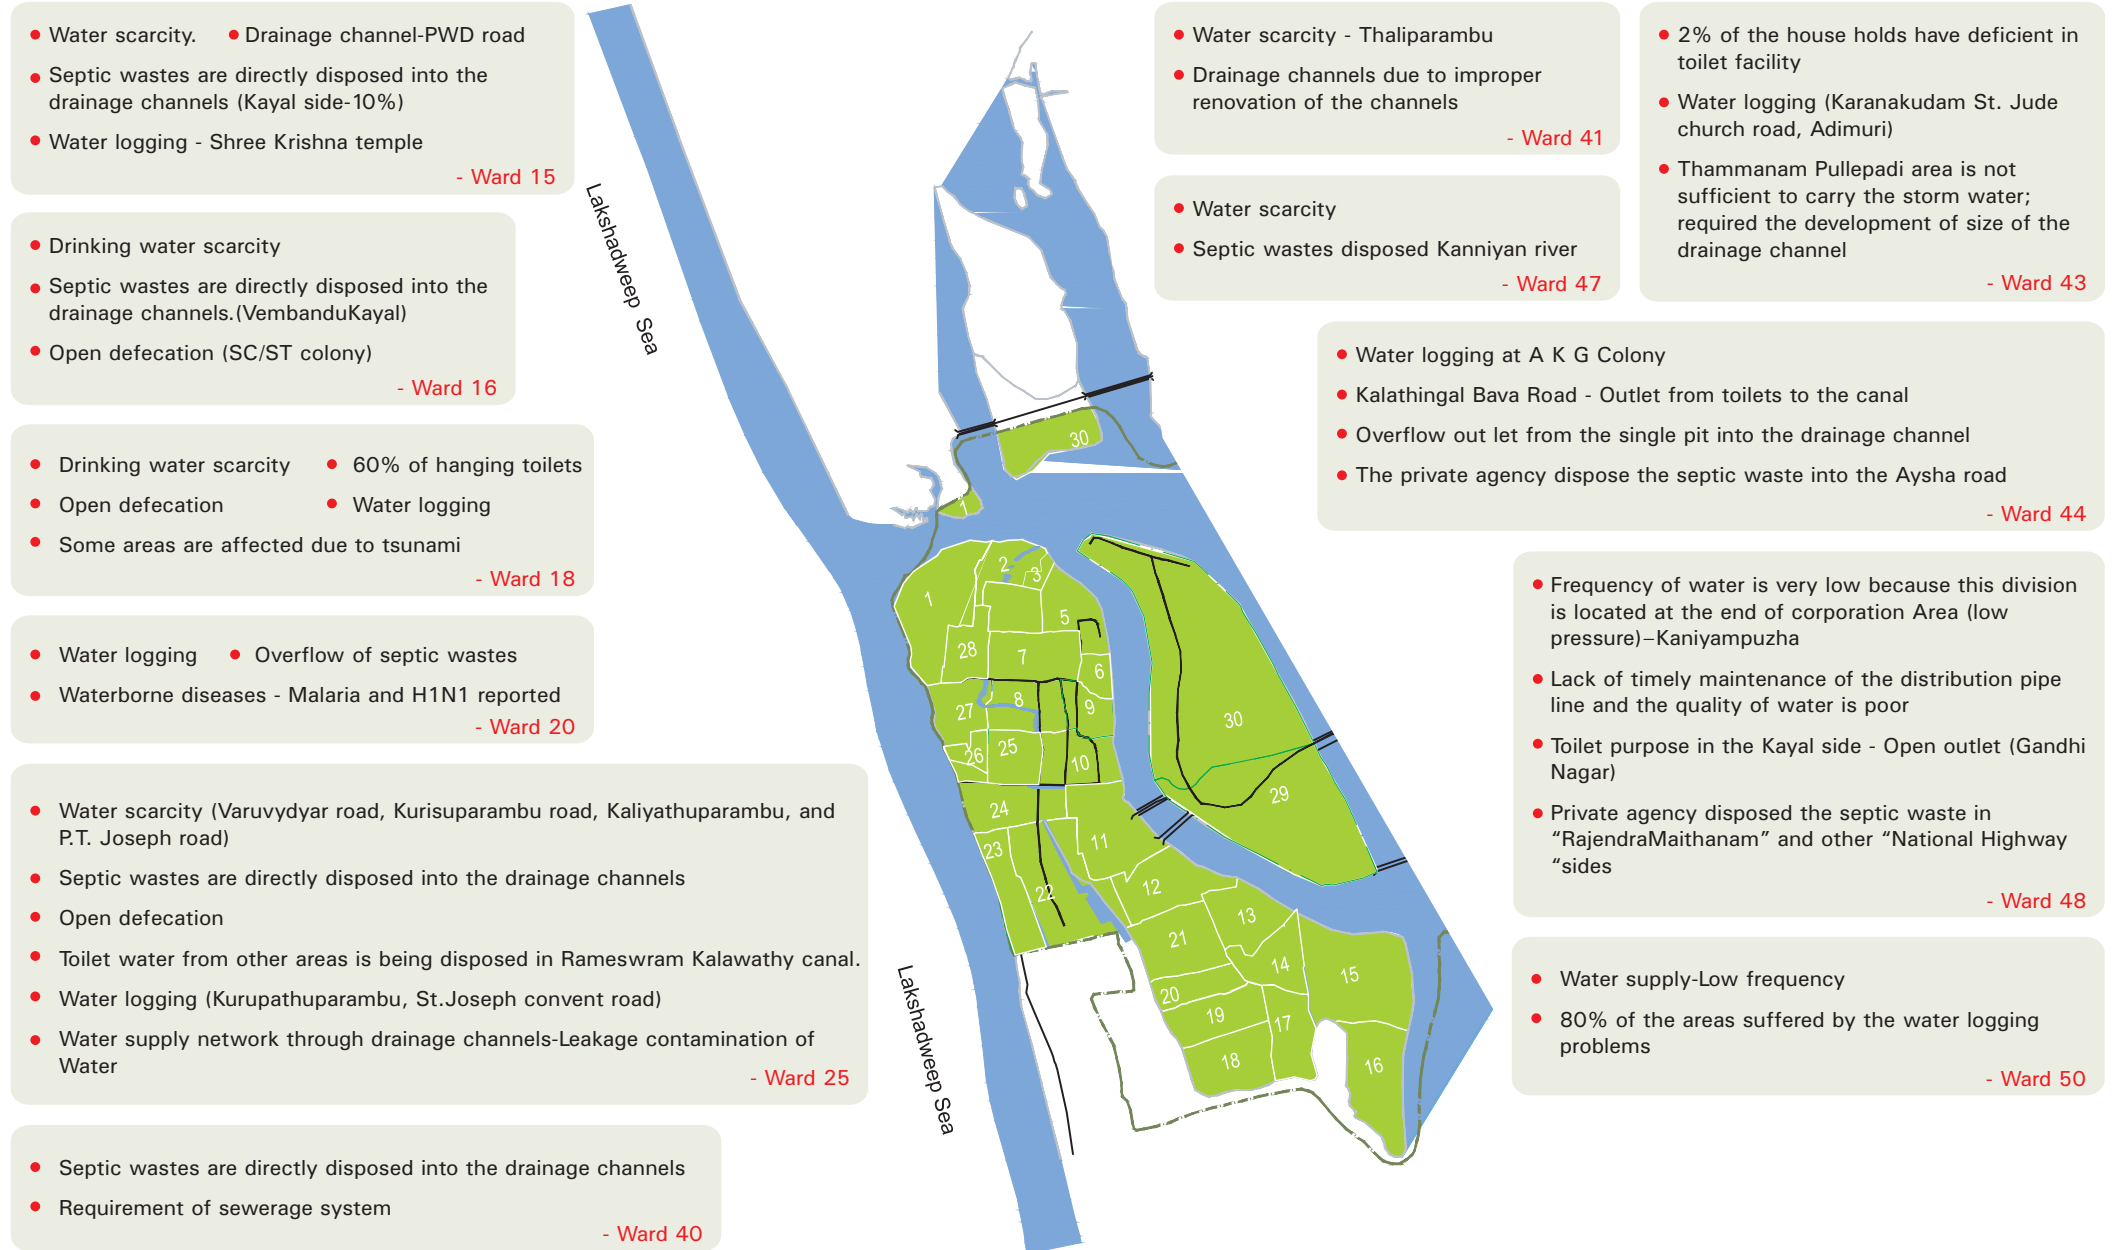 Water scarcity. Drainage channel-PWD road
Septic wastes are directly disposed into the
drainage channels (Kayal side-10%)
Water logging - Shree Krishna temple
- Ward 15
Drinking water scarcity
Septic wastes are directly disposed into the
drainage channels.(VembanduKayal)
Open defecation (SC/ST colony)
- Ward 16
Drinking water scarcity
60% of hanging toilets
Open defecation
Water logging
Some areas are affected due to tsunami
- Ward 18
Water logging
Overflow of septic wastes
Waterborne diseases - Malaria and H1N1 reported
- Ward 20
Water scarcity (Varuvydyar road, Kurisuparambu road, Kaliyathuparambu, and
P.T. Joseph road)
Septic wastes are directly disposed into the drainage channels
Open defecation
Toilet water from other areas is being disposed in Rameswram Kalawathy canal.
Water logging (Kurupathuparambu, St.Joseph convent road)
Water supply network through drainage channels-Leakage contamination of
Water
- Ward 25
Septic wastes are directly disposed into the drainage channels
Requirement of sewerage system
- Ward 40
Lakshadweep Sea
Lakshadweep Sea
30
1
1
2
3
5
28
7
6
27
8
9
26
25
10
24
23
22
11
12
13
21
14
15
20
19
17
18
16
30
29
Water scarcity - Thaliparambu
Drainage channels due to improper
renovation of the channels
- Ward 41
Water scarcity
Septic wastes disposed Kanniyan river
- Ward 47
2% of the house holds have deficient in
toilet facility
Water logging (Karanakudam St. Jude
church road, Adimuri)
Thammanam Pullepadi area is not
sufficient to carry the storm water;
required the development of size of the
drainage channel
- Ward 43
Water logging at A K G Colony
Kalathingal Bava Road - Outlet from toilets to the canal
Overflow out let from the single pit into the drainage channel
The private agency dispose the septic waste into the Aysha road
- Ward 44
Frequency of water is very low because this division
is located at the end of corporation Area (low
pressure)–Kaniyampuzha
Lack of timely maintenance of the distribution pipe
line and the quality of water is poor
Toilet purpose in the Kayal side - Open outlet (Gandhi
Nagar)
Private agency disposed the septic waste in
“RajendraMaithanam” and other “National Highway
“sides
- Ward 48
Water supply-Low frequency
80% of the areas suffered by the water logging
problems
- Ward 50